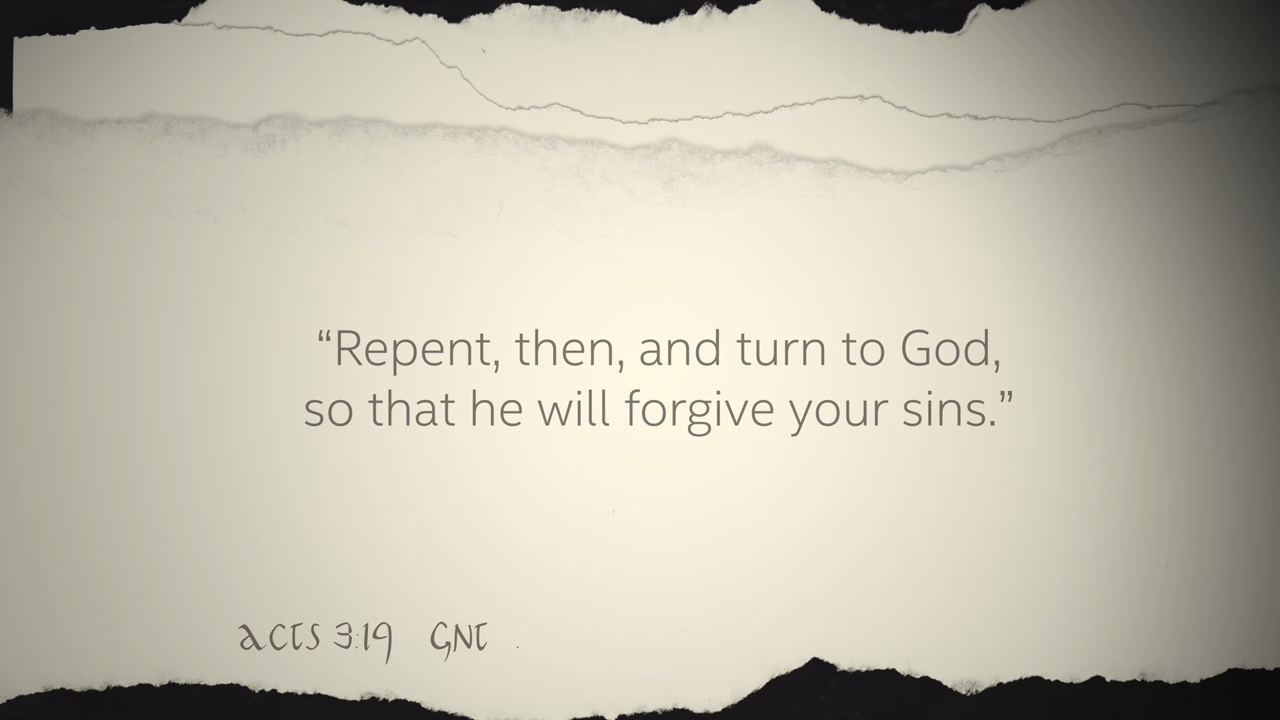 “Repent, then, and turn to God,
so that he will forgive your sins.”
ACTS 3:19 GNT